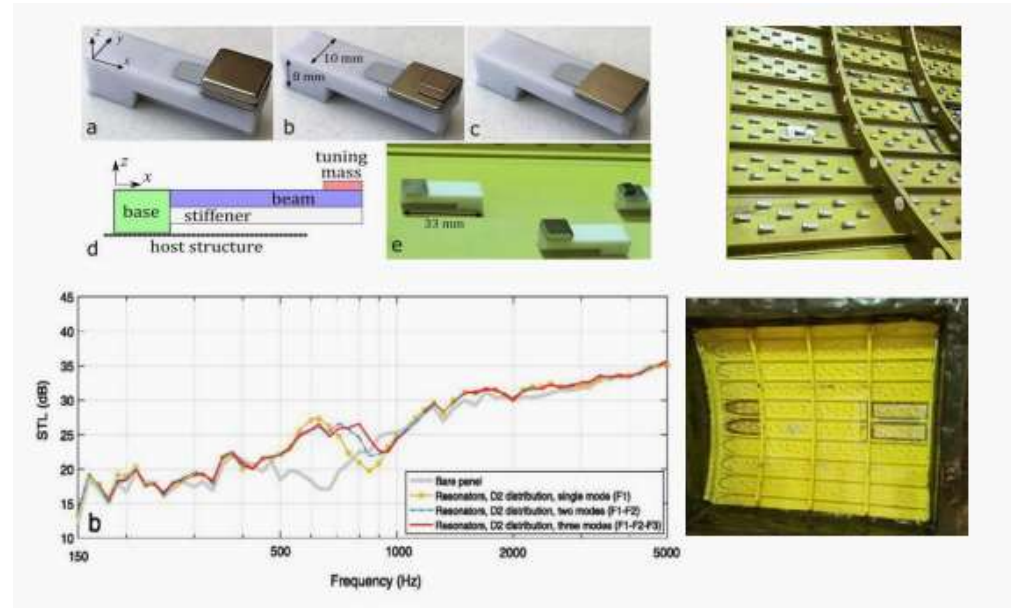 z
y
x
a
10 mm
8 mm
b
c
z
x
tuning
mass
base
beam
stiffener
host structure
d
33 mm
e
45
40
35
30
25
20
15
10
STL (dB)
b
Bare panel
Resonators, D2 distribution, single mode (F1)
Resonators, D2 distribution, two modes (F1-F2)
Resonators, D2 distribution, three modes (F1-F2-F3)
150
500
1000
2000
5000
Frequency (Hz)